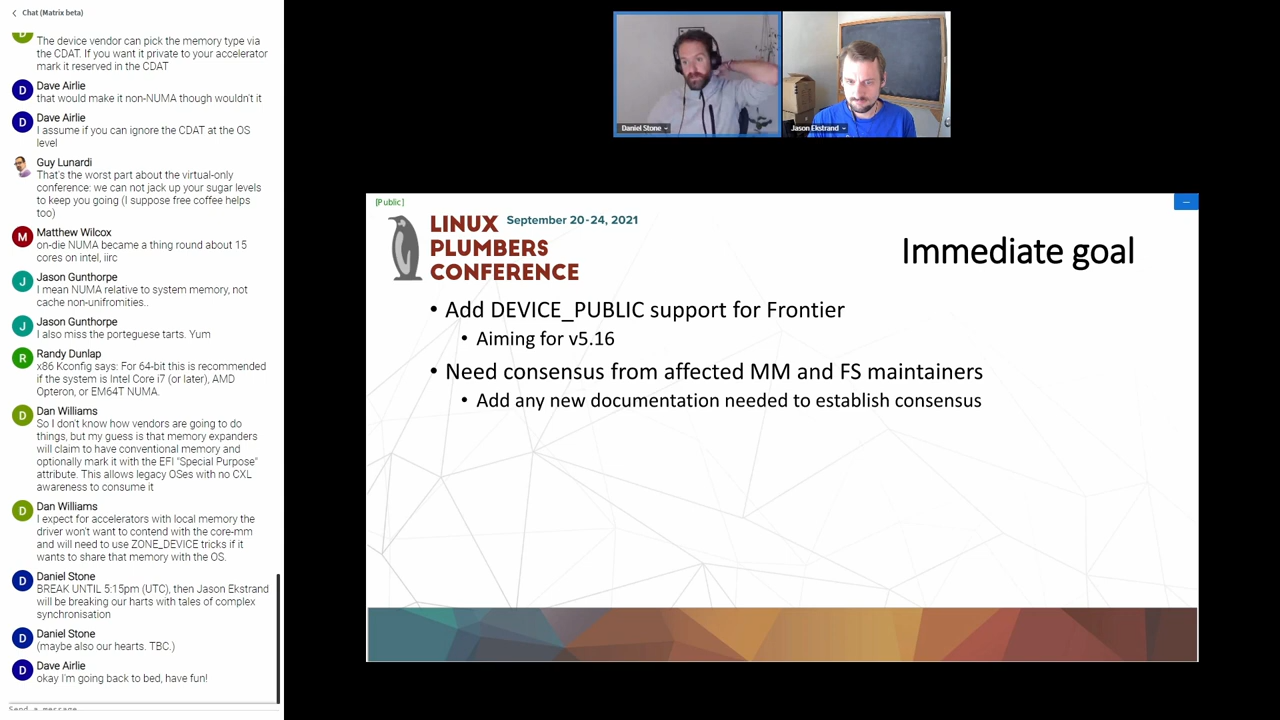 Chat (Matrix beta)
D
The device vendor can pick the memory type via
the CDAT. If you want it private to your accelerator
mark it reserved in the CDAT
D
Dave Airlie
that would make it non-NUMA though wouldn't it
D
Dave Airlie
I assume if you can ignore the CDAT at the OS
level
Guy Lunardi
That's the worst part about the virtual-only
conference: we can not jack up your sugar levels
to keep you going (I suppose free coffee helps
too)
M
Matthew Wilcox
on-die NUMA became a thing round about 15
cores on intel, iirc
J
Jason Gunthorpe
I mean NUMA relative to system memory, not
cache non-unifromities..
J
Jason Gunthorpe
I also miss the porteguese tarts. Yum
R
Randy Dunlap
x86 Kconfig says: For 64-bit this is recommended
if the system is Intel Core i7 (or later), AMD
Opteron, or EM64T NUMA.
D
Dan Williams
So I don't know how vendors are going to do
things, but my guess is that memory expanders
will claim to have conventional memory and
optionally mark it with the EFI "Special Purpose"
attribute. This allows legacy OSes with no CXL
awareness to consume it
D
Dan Williams
I expect for accelerators with local memory the
driver won't want to contend with the core-mm
and will need to use ZONE_DEVICE tricks if it
wants to share that memory with the OS.
D
Daniel Stone
BREAK UNTIL 5:15pm (UTC), then Jason Ekstrand
will be breaking our harts with tales of complex
synchronisation
D
Daniel Stone
(maybe also our hearts. TBC.)
D
Dave Airlie
okay I'm going back to bed, have fun!
Send a message
Daniel Stone
Jason Ekstrand
[Public]
LINUX September 20-24, 2021
PLUMBERS
CONFERENCE
Immediate goal
• Add DEVICE_PUBLIC support for Frontier
• Aiming for v5.16
• Need consensus from affected MM and FS maintainers
• Add any new documentation needed to establish consensus